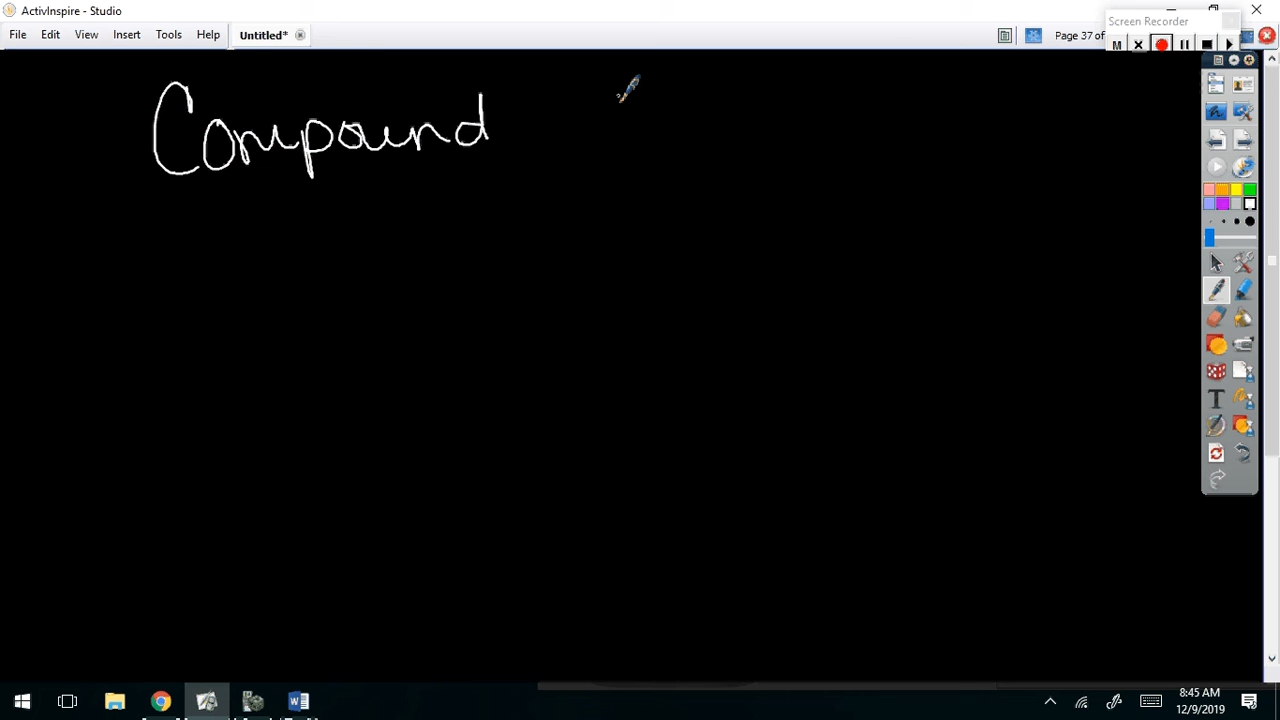 ActivInspire - Studio
Screen Recorder
File Edit View Insert Tools Help Untitled* Page 37 of
M
Compound
T
8:45 AM
12/9/2019